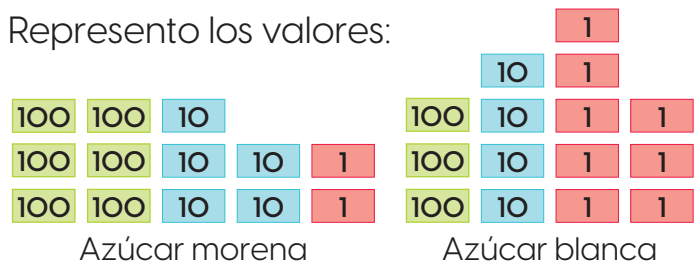 Represento los valores:
1
10 1
100 100 10 100 10 1 1
100 100 10 10 1 100 10 1 1
100 100 10 10 1 100 10 1 1
Azúcar morena Azúcar blanca